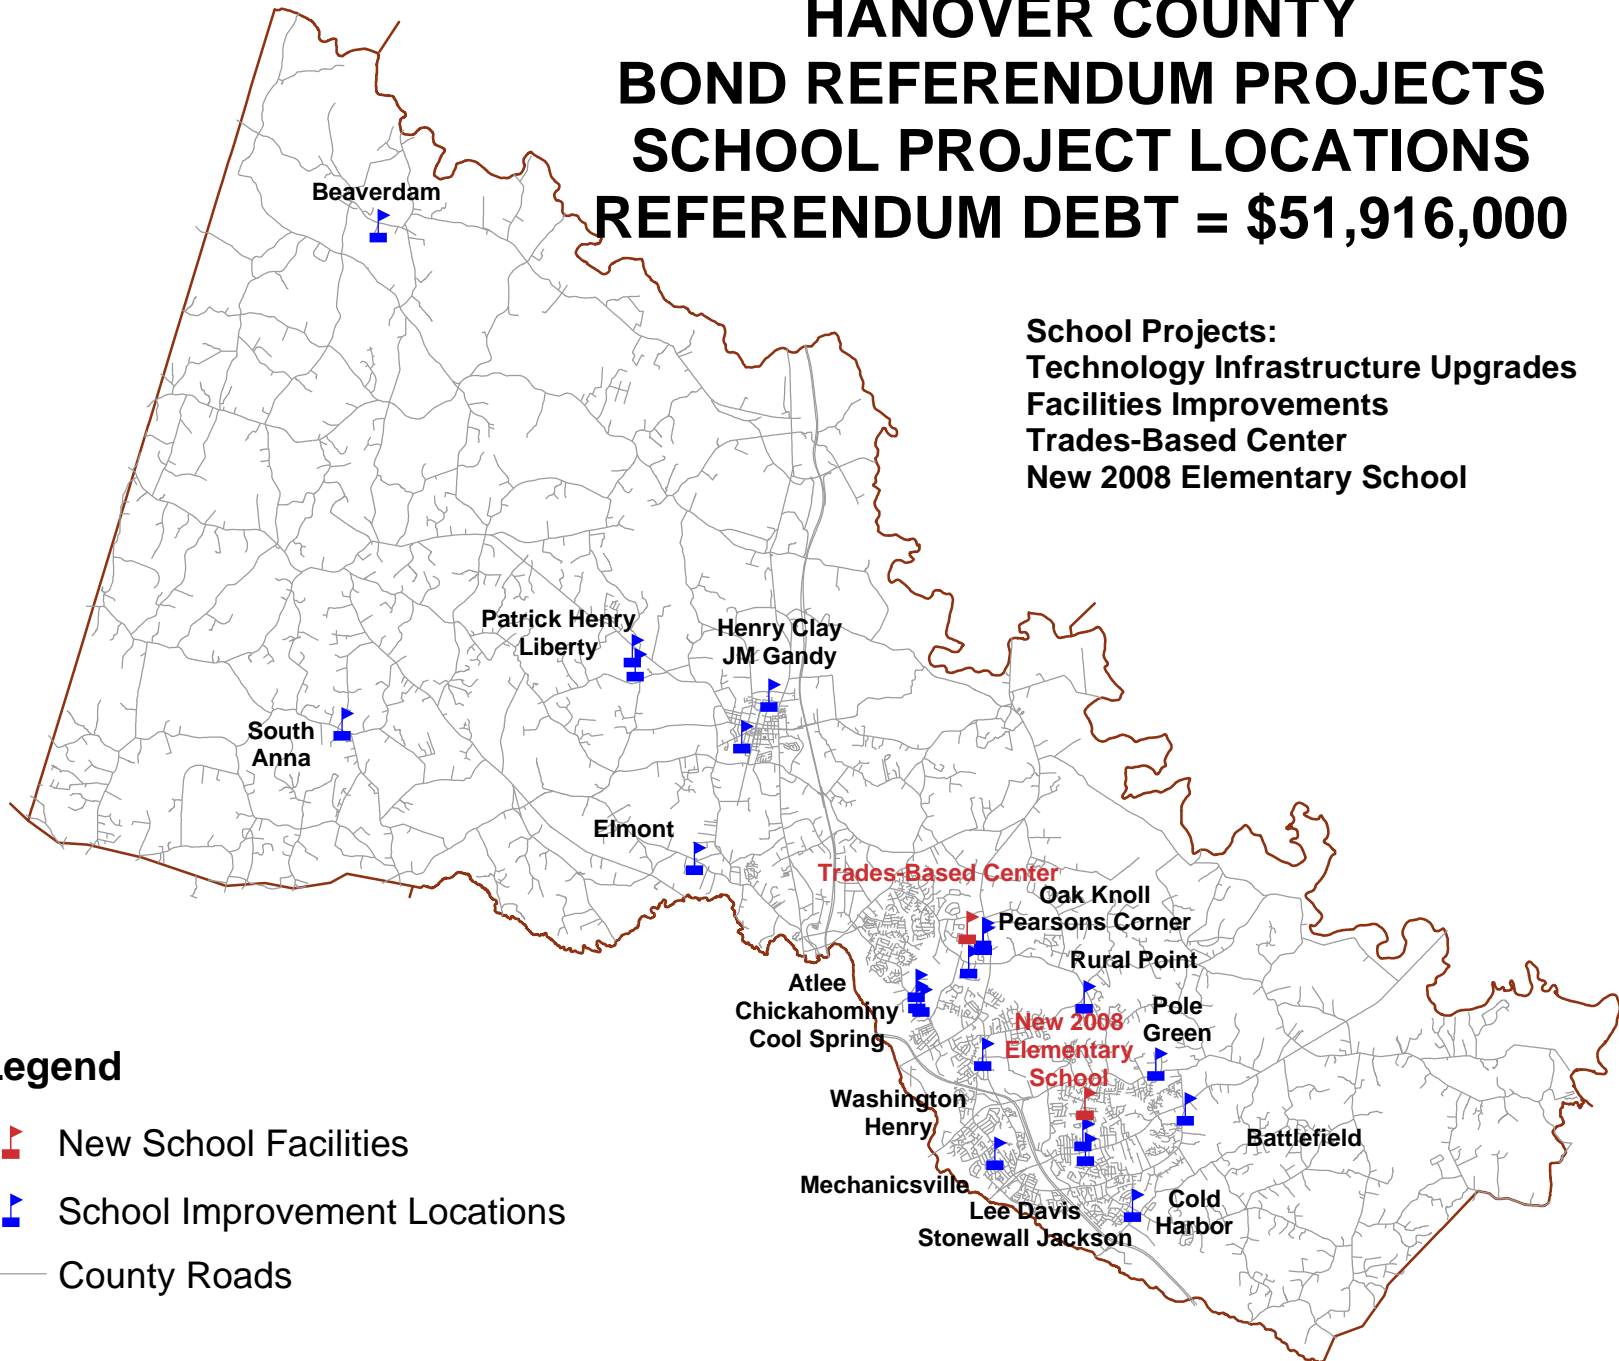 HANOVER COUNTY
BOND REFERENDUM PROJECTS
SCHOOL PROJECT LOCATIONS
REFERENDUM DEBT = $51,916,000
School Projects:
Technology Infrastructure Upgrades
Facilities Improvements
Trades-Based Center
New 2008 Elementary School
Beaverdam
Patrick Henry
Liberty
Henry Clay
JM Gandy
South
Anna
Elmont
Trades-Based Center
Oak Knoll
Pearsons Corner
Rural Point
Atlee
Chickahominy
Cool Spring
Pole
Green
New 2008
Elementary
School
Washington
Henry
Battlefield
Mechanicsville
Lee Davis
Stonewall Jackson
Cold
Harbor
Legend
New School Facilities
School Improvement Locations
County Roads